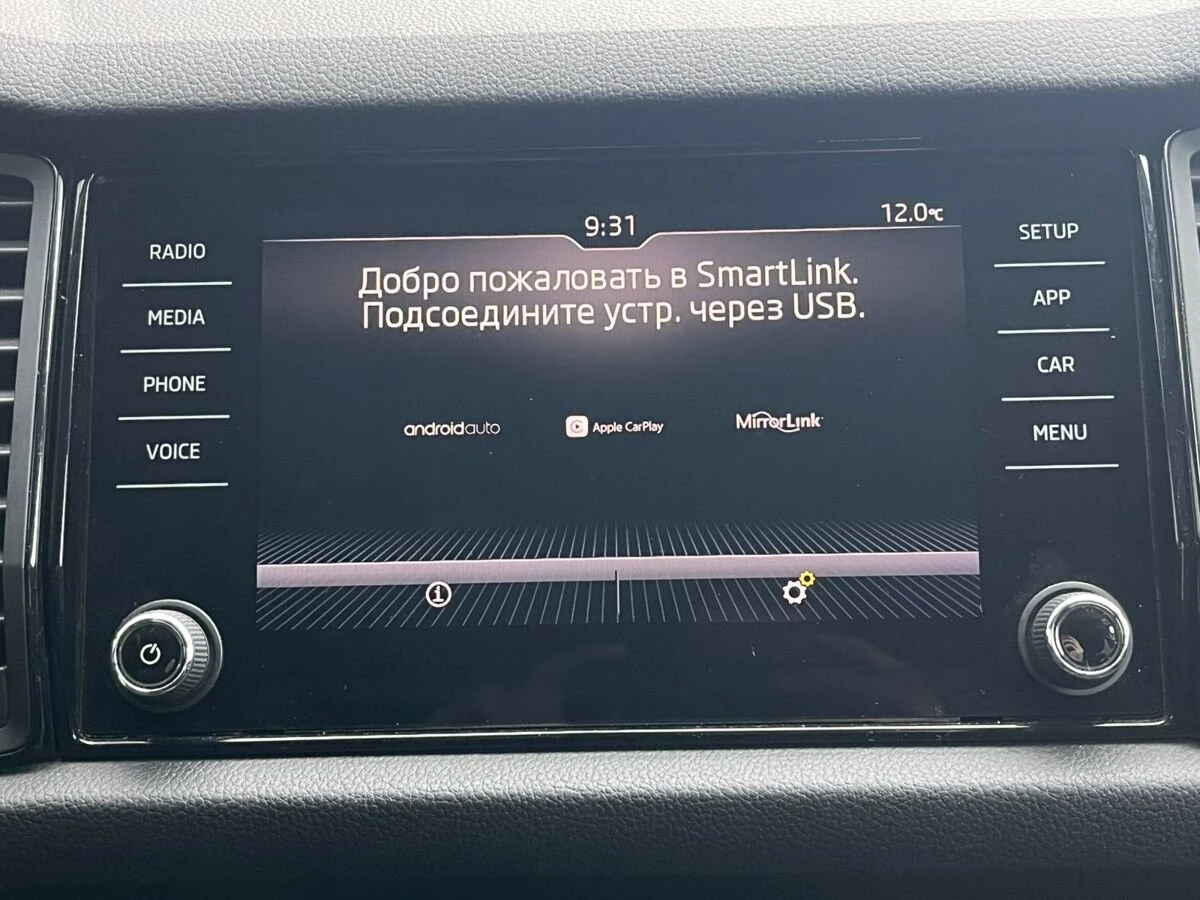 9:31
12.0°C
RADIO
MEDIA
PHONE
VOICE
Добро пожаловать в SmartLink.
Подсоедините устр. через USB.
androidauto
Apple CarPlay
MirrorLink
SETUP
APP
CAR
MENU